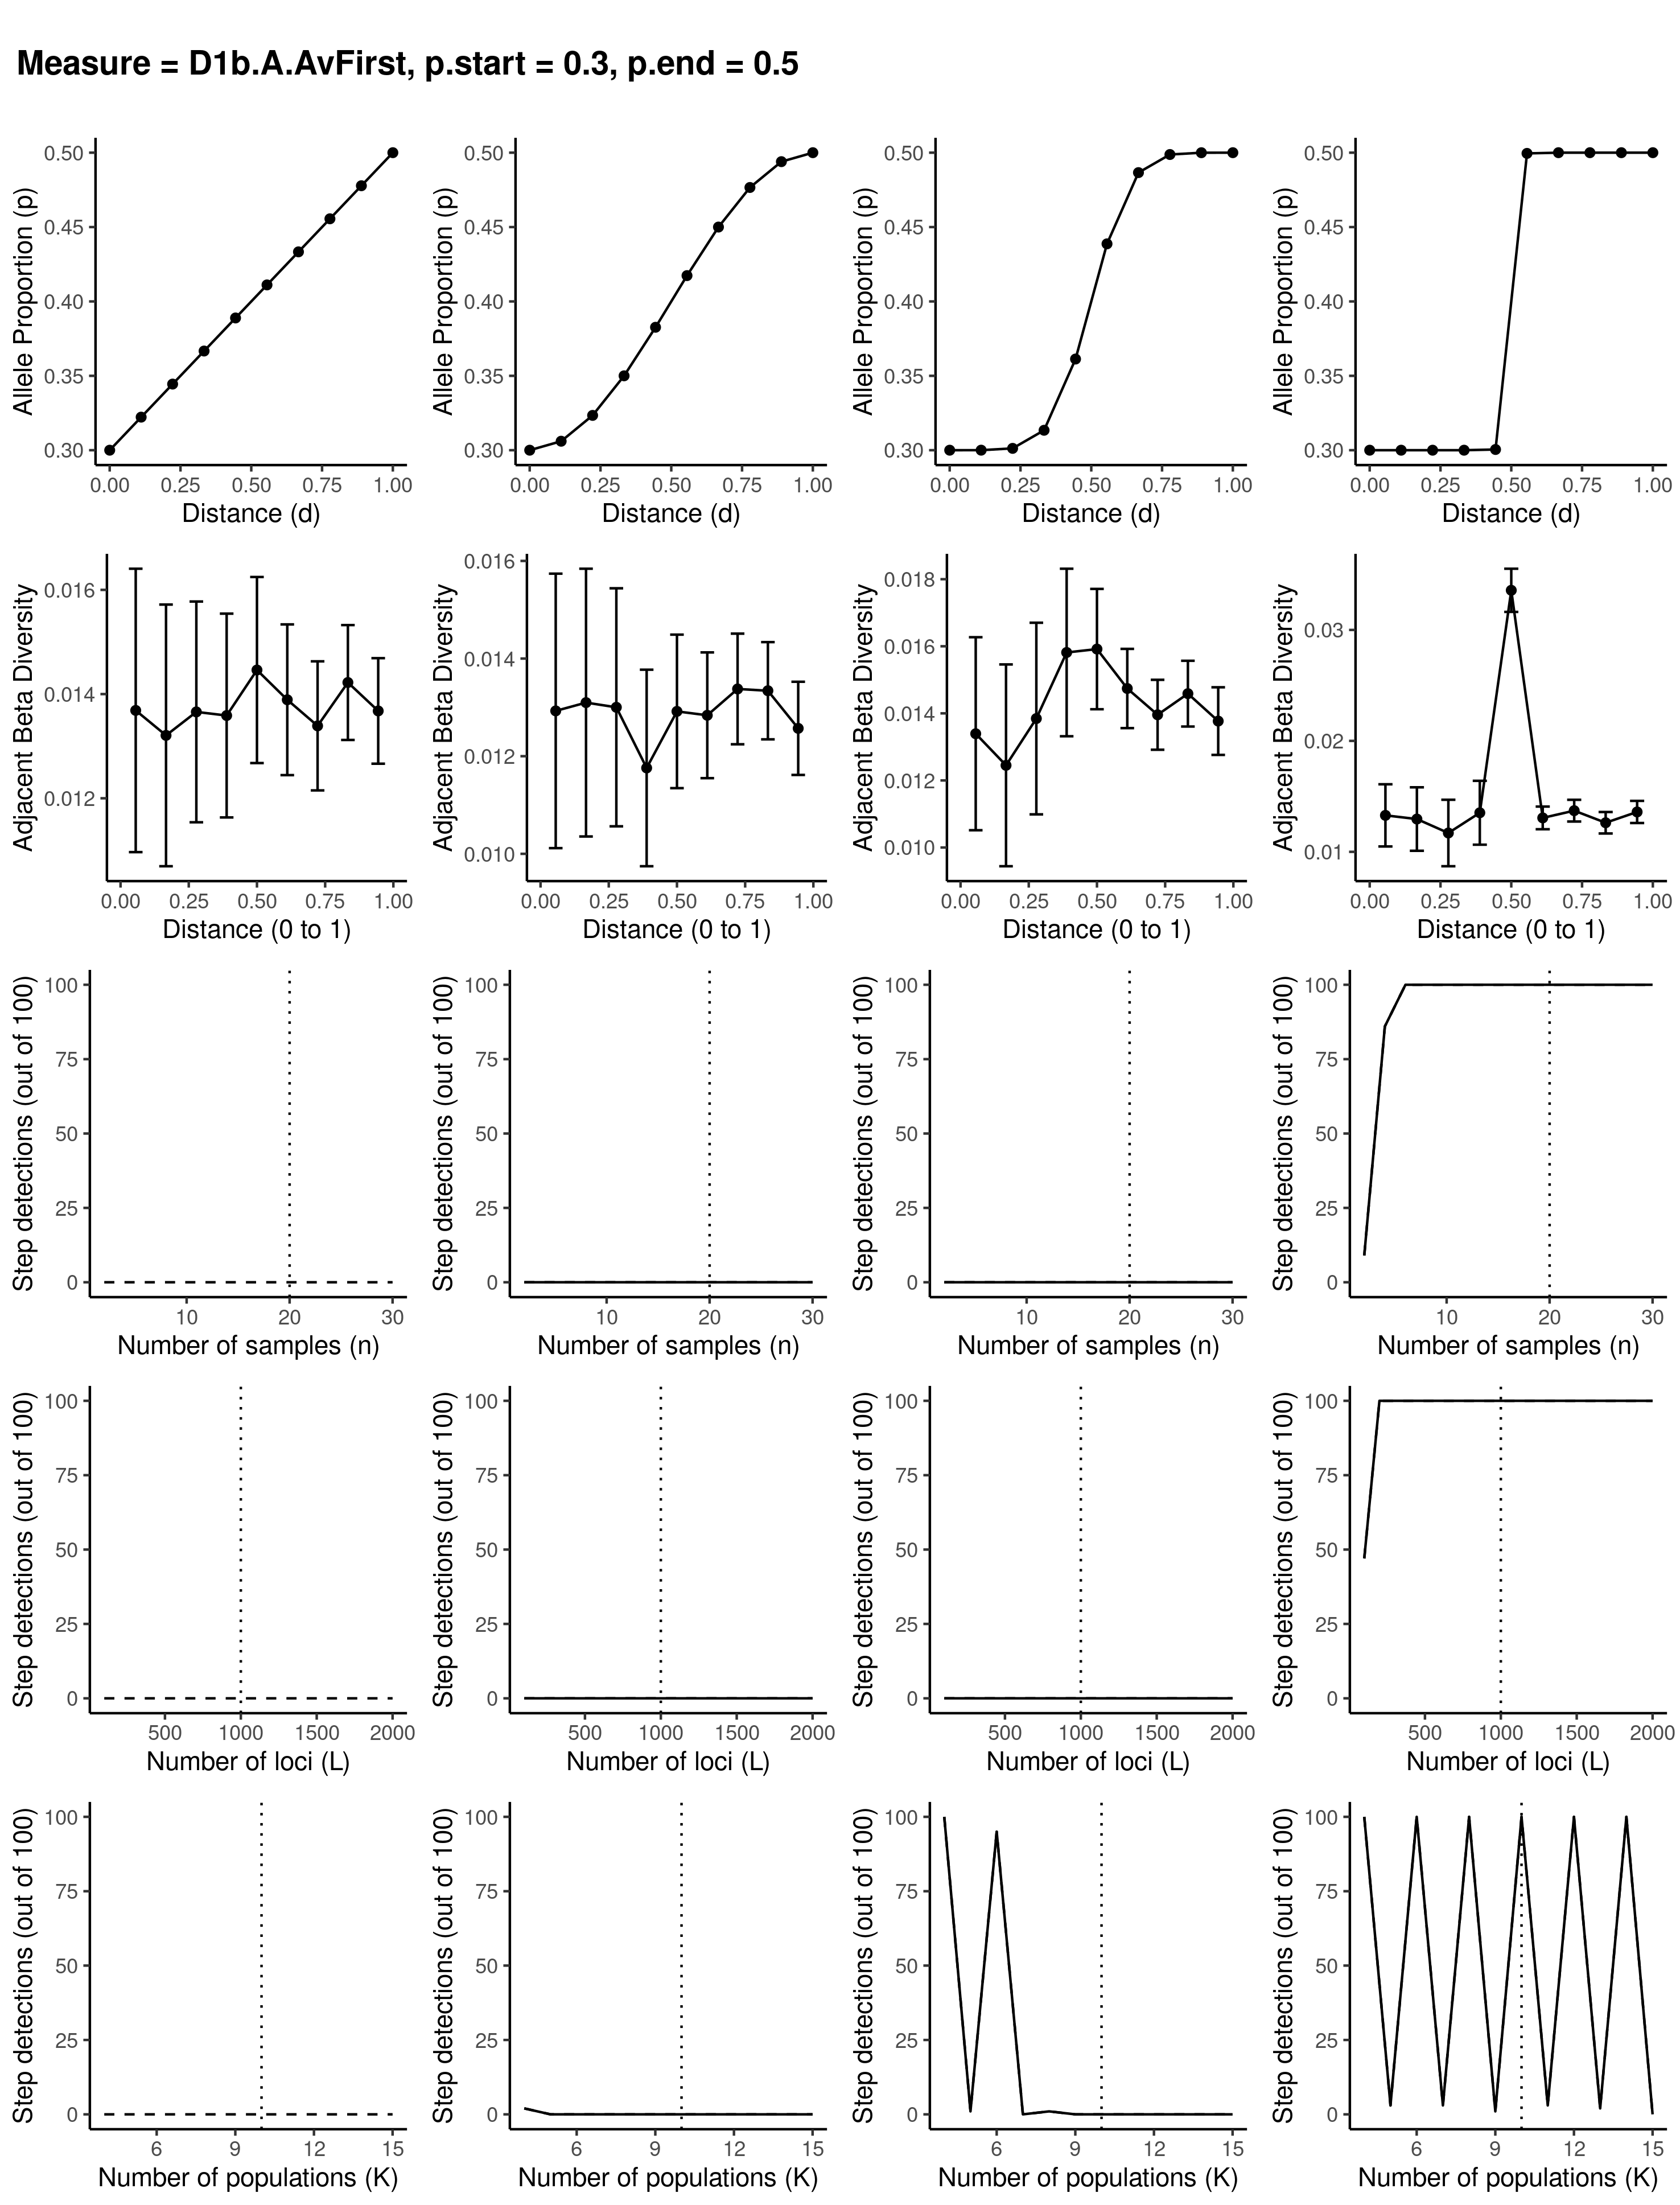 Measure = D1b.A.AvFirst, p.start = 0.3, p.end = 0.5
Allele Proportion (p)
0.50
0.45
0.40
0.35
0.30
0.00 0.25 0.50 0.75 1.00
Distance (d)
Allele Proportion (p)
0.50
0.45
0.40
0.35
0.30
0.00 0.25 0.50 0.75 1.00
Distance (d)
Allele Proportion (p)
0.50
0.45
0.40
0.35
0.30
0.00 0.25 0.50 0.75 1.00
Distance (d)
Allele Proportion (p)
0.50
0.45
0.40
0.35
0.30
0.00 0.25 0.50 0.75 1.00
Distance (d)
Adjacent Beta Diversity
0.016
0.014
0.012
0.00 0.25 0.50 0.75 1.00
Distance (0 to 1)
Adjacent Beta Diversity
0.016
0.014
0.012
0.010
0.00 0.25 0.50 0.75 1.00
Distance (0 to 1)
Adjacent Beta Diversity
0.018
0.016
0.014
0.012
0.010
0.00 0.25 0.50 0.75 1.00
Distance (0 to 1)
Adjacent Beta Diversity
0.03
0.02
0.01
0.00 0.25 0.50 0.75 1.00
Distance (0 to 1)
Step detections (out of 100)
100
75
50
25
0
10 20 30
Number of samples (n)
Step detections (out of 100)
100
75
50
25
0
10 20 30
Number of samples (n)
Step detections (out of 100)
100
75
50
25
0
10 20 30
Number of samples (n)
Step detections (out of 100)
100
75
50
25
0
10 20 30
Number of samples (n)
Step detections (out of 100)
100
75
50
25
0
500 1000 1500 2000
Number of loci (L)
Step detections (out of 100)
100
75
50
25
0
500 1000 1500 2000
Number of loci (L)
Step detections (out of 100)
100
75
50
25
0
500 1000 1500 2000
Number of loci (L)
Step detections (out of 100)
100
75
50
25
0
500 1000 1500 2000
Number of loci (L)
Step detections (out of 100)
100
75
50
25
0
6 9 12 15
Number of populations (K)
Step detections (out of 100)
100
75
50
25
0
6 9 12 15
Number of populations (K)
Step detections (out of 100)
100
75
50
25
0
6 9 12 15
Number of populations (K)
Step detections (out of 100)
100
75
50
25
0
6 9 12 15
Number of populations (K)